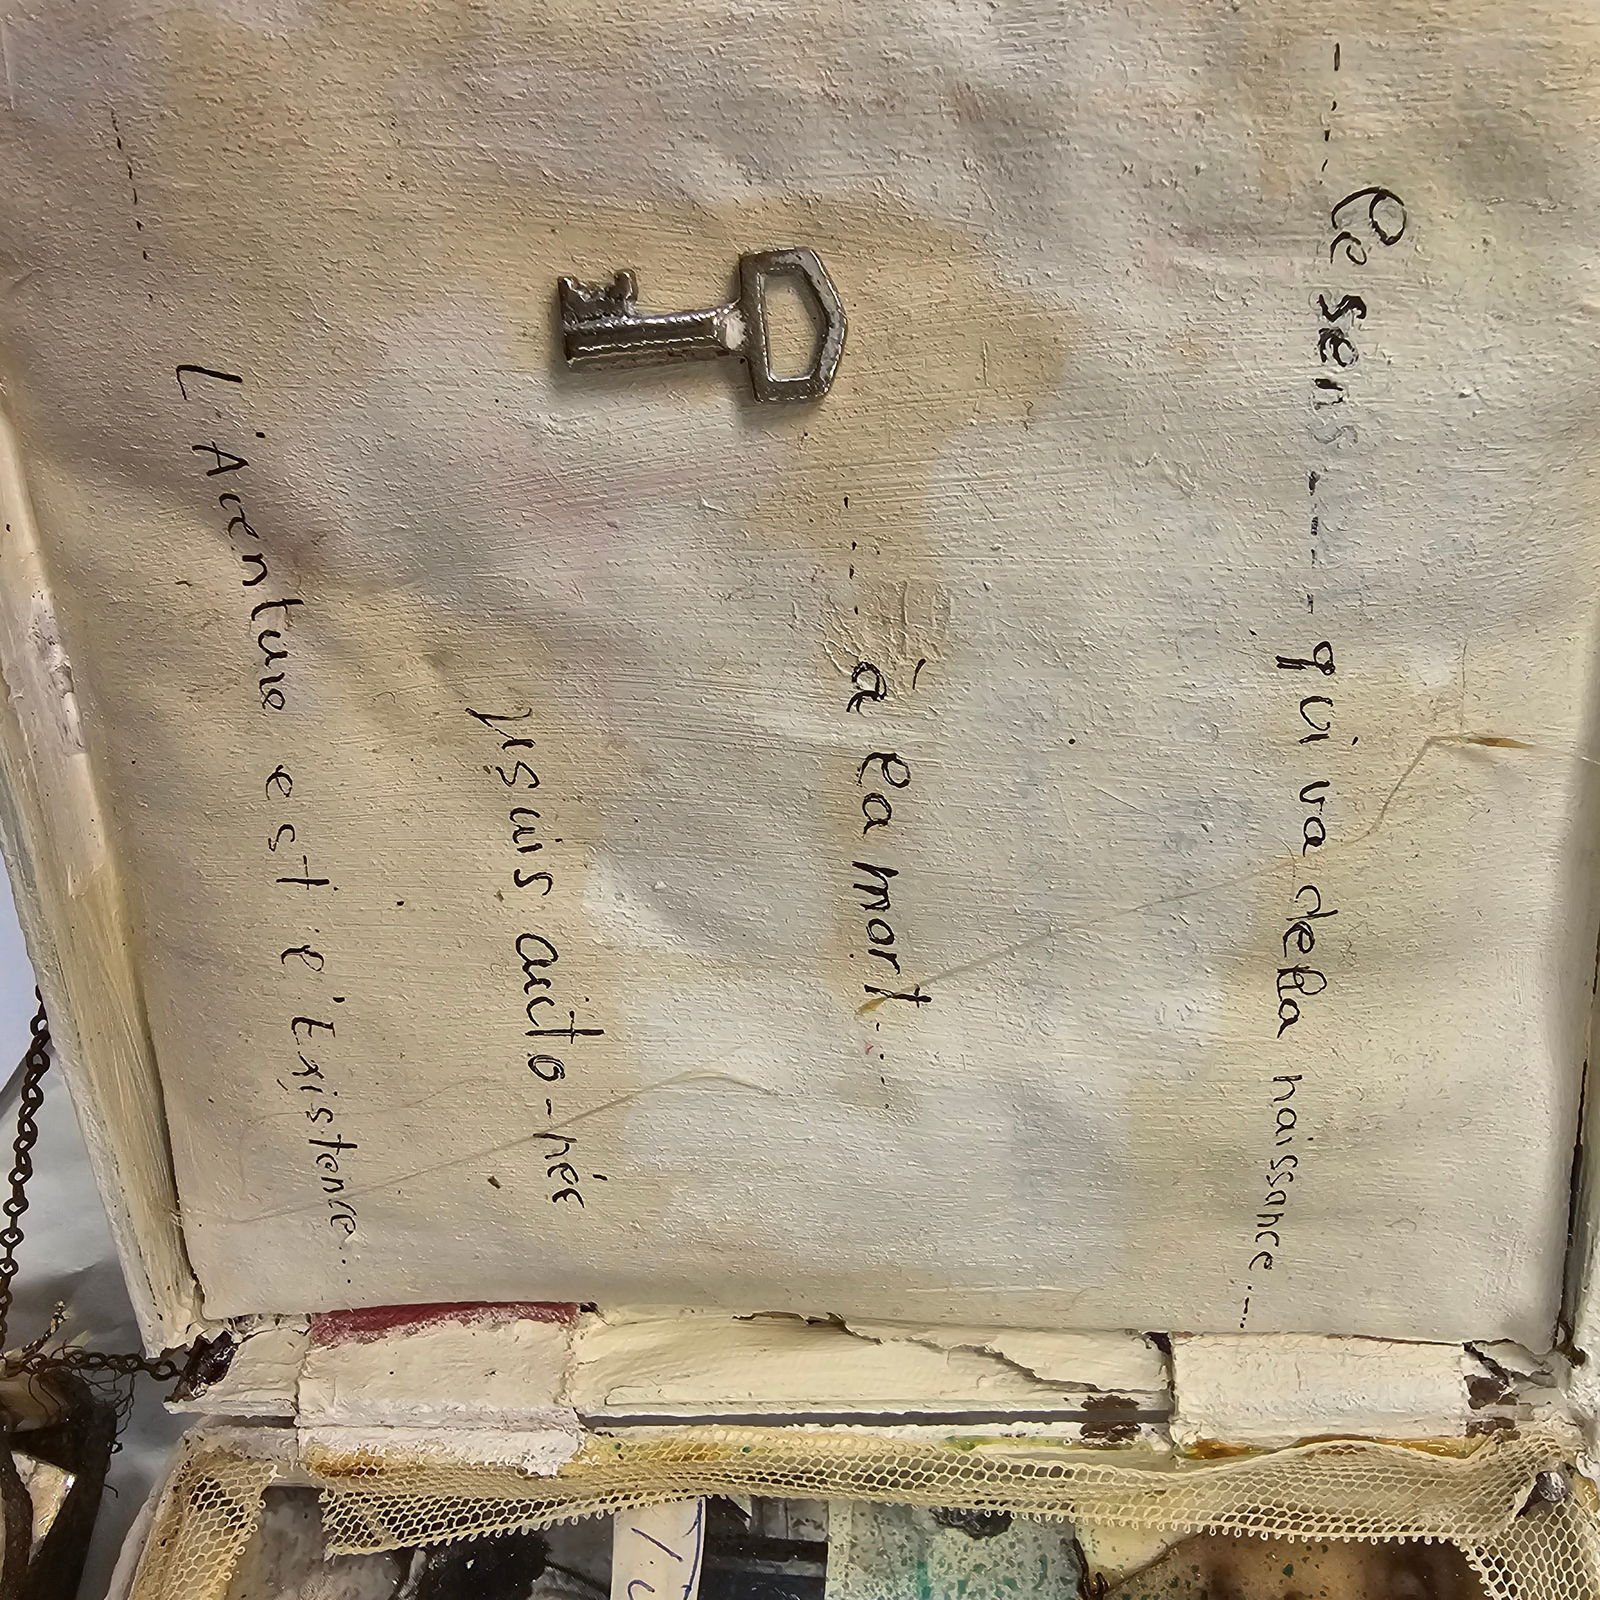 ---- Le sens ---- qui va de la naissance ....
---- à la mort ....
je suis auto-née
---- L'Aventure est l'Existence...